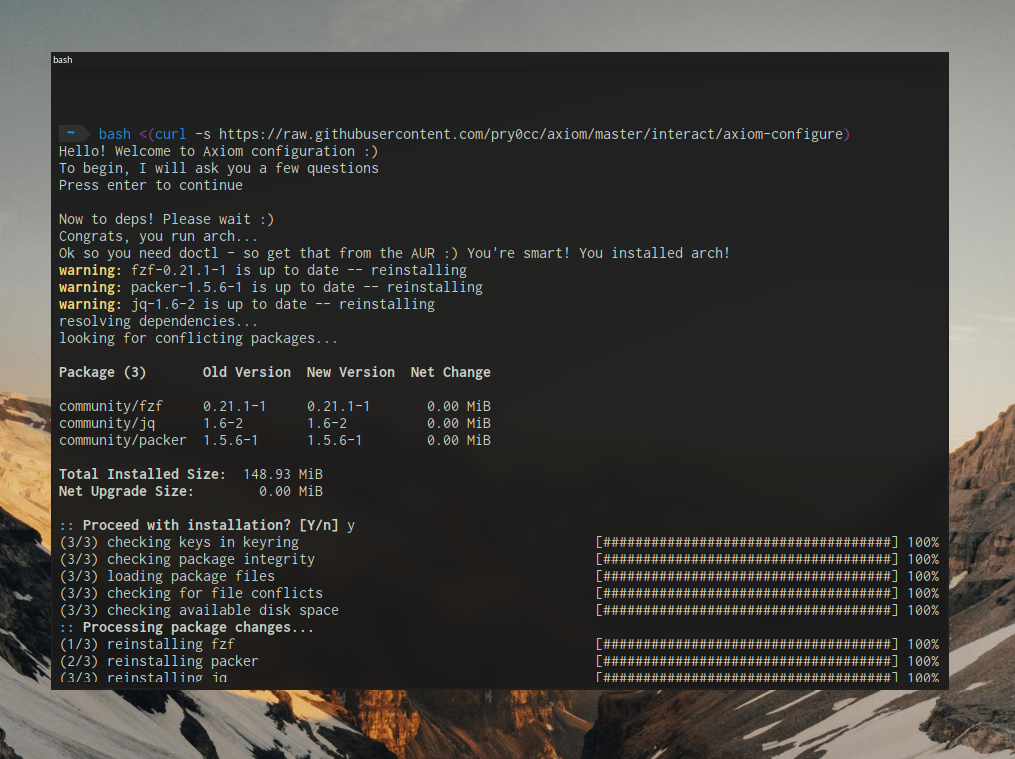 bash
~ bash <(curl -s https://raw.githubusercontent.com/pry0cc/axiom/master/interact/axiom-configure)
Hello! Welcome to Axiom configuration :)
To begin, I will ask you a few questions
Press enter to continue
Now to deps! Please wait :)
Congrats, you run arch...
Ok so you need doctl - so get that from the AUR :) You're smart! You installed arch!
warning: fzf-0.21.1-1 is up to date -- reinstalling
warning: packer-1.5.6-1 is up to date -- reinstalling
warning: jq-1.6-2 is up to date -- reinstalling
resolving dependencies...
looking for conflicting packages...
Package (3)       Old Version  New Version  Net Change
community/fzf     0.21.1-1     0.21.1-1       0.00 MiB
community/jq      1.6-2        1.6-2          0.00 MiB
community/packer  1.5.6-1      1.5.6-1        0.00 MiB
Total Installed Size:  148.93 MiB
Net Upgrade Size:        0.00 MiB
:: Proceed with installation? [Y/n] y
(3/3) checking keys in keyring [####################################] 100%
(3/3) checking package integrity [####################################] 100%
(3/3) loading package files [####################################] 100%
(3/3) checking for file conflicts [####################################] 100%
(3/3) checking available disk space [####################################] 100%
:: Processing package changes...
(1/3) reinstalling fzf [####################################] 100%
(2/3) reinstalling packer [####################################] 100%
(3/3) reinstalling jq [####################################] 100%